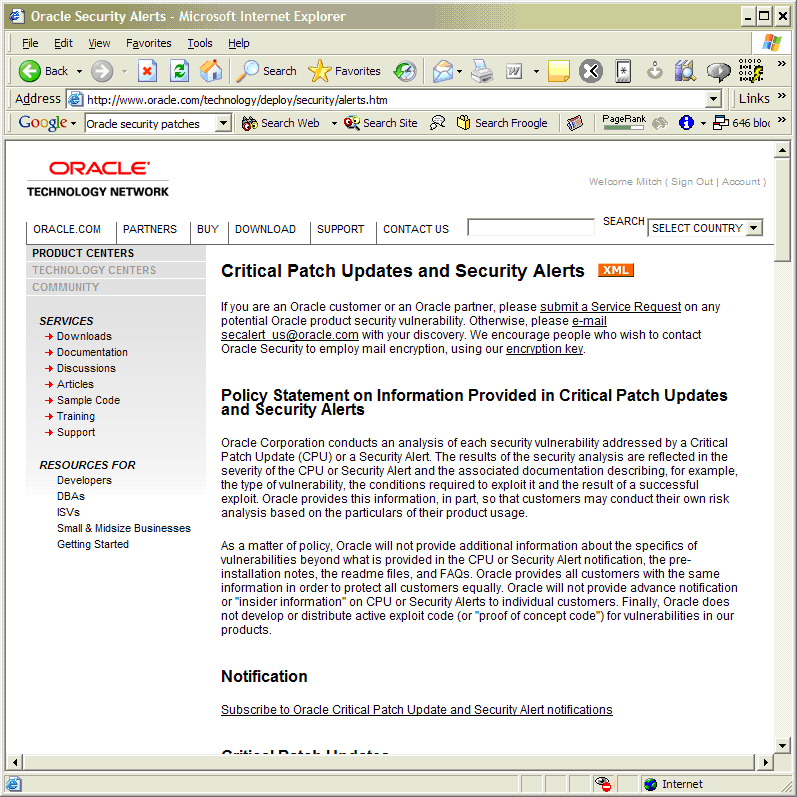 Oracle Security Alerts - Microsoft Internet Explorer
File Edit View Favorites Tools Help
Back Search Favorites
Address http://www.oracle.com/technology/deploy/security/alerts.htm Links »
Google Oracle security patches Search Web Search Site Search Froogle PageRank 646 bloc »
ORACLE
TECHNOLOGY NETWORK
Welcome Mitch ( Sign Out | Account )
ORACLE.COM PARTNERS BUY DOWNLOAD SUPPORT CONTACT US SEARCH SELECT COUNTRY
PRODUCT CENTERS
TECHNOLOGY CENTERS
COMMUNITY
SERVICES
Downloads
Documentation
Discussions
Articles
Sample Code
Training
Support
RESOURCES FOR
Developers
DBAs
ISVs
Small & Midsize Businesses
Getting Started
Critical Patch Updates and Security Alerts XML
If you are an Oracle customer or an Oracle partner, please submit a Service Request on any
potential Oracle product security vulnerability. Otherwise, please e-mail
secalert_us@oracle.com with your discovery. We encourage people who wish to contact
Oracle Security to employ mail encryption, using our encryption key.
Policy Statement on Information Provided in Critical Patch Updates
and Security Alerts
Oracle Corporation conducts an analysis of each security vulnerability addressed by a Critical
Patch Update (CPU) or a Security Alert. The results of the security analysis are reflected in the
severity of the CPU or Security Alert and the associated documentation describing, for example,
the type of vulnerability, the conditions required to exploit it and the result of a successful
exploit. Oracle provides this information, in part, so that customers may conduct their own risk
analysis based on the particulars of their product usage.
As a matter of policy, Oracle will not provide additional information about the specifics of
vulnerabilities beyond what is provided in the CPU or Security Alert notification, the pre-
installation notes, the readme files, and FAQs. Oracle provides all customers with the same
information in order to protect all customers equally. Oracle will not provide advance notification
or "insider information" on CPU or Security Alerts to individual customers. Finally, Oracle does
not develop or distribute active exploit code (or "proof of concept code") for vulnerabilities in our
products.
Notification
Subscribe to Oracle Critical Patch Update and Security Alert notifications
Critical Patch Updates
Internet